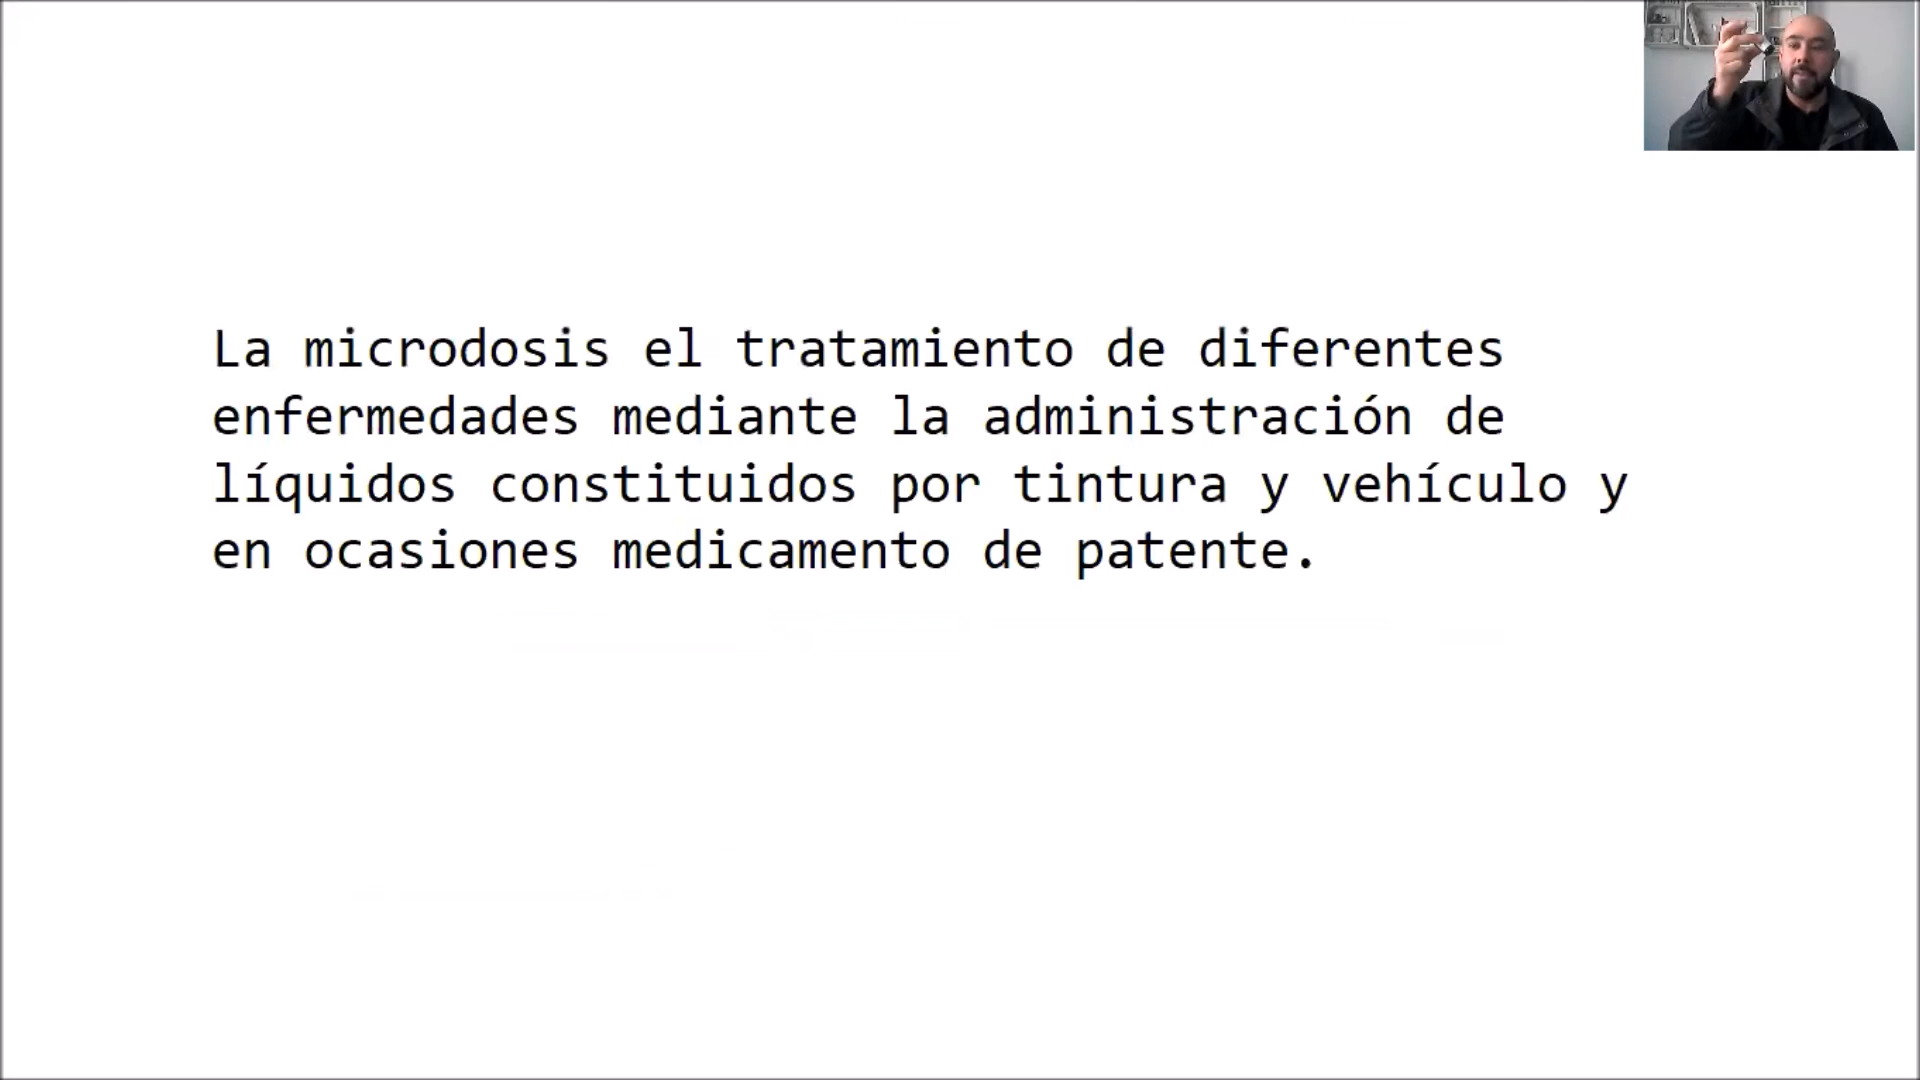 La microdosis el tratamiento de diferentes
enfermedades mediante la administración de
líquidos constituidos por tintura y vehículo y
en ocasiones medicamento de patente.